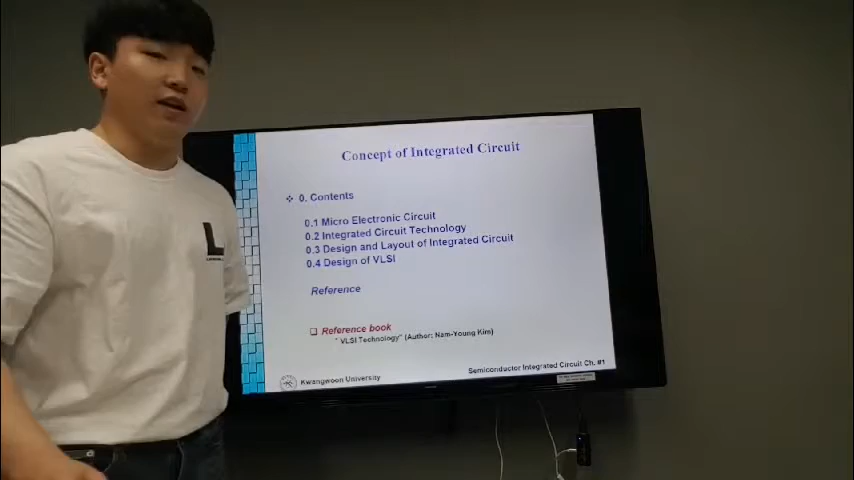 Concept of Integrated Circuit
0. Contents
0.1 Micro Electronic Circuit
0.2 Integrated Circuit Technology
0.3 Design and Layout of Integrated Circuit
0.4 Design of VLSI
Reference
Reference book
" VLSI Technology" (Author: Nam-Young Kim)
Kwangwoon University
Semiconductor Integrated Circuit Ch. #1
L